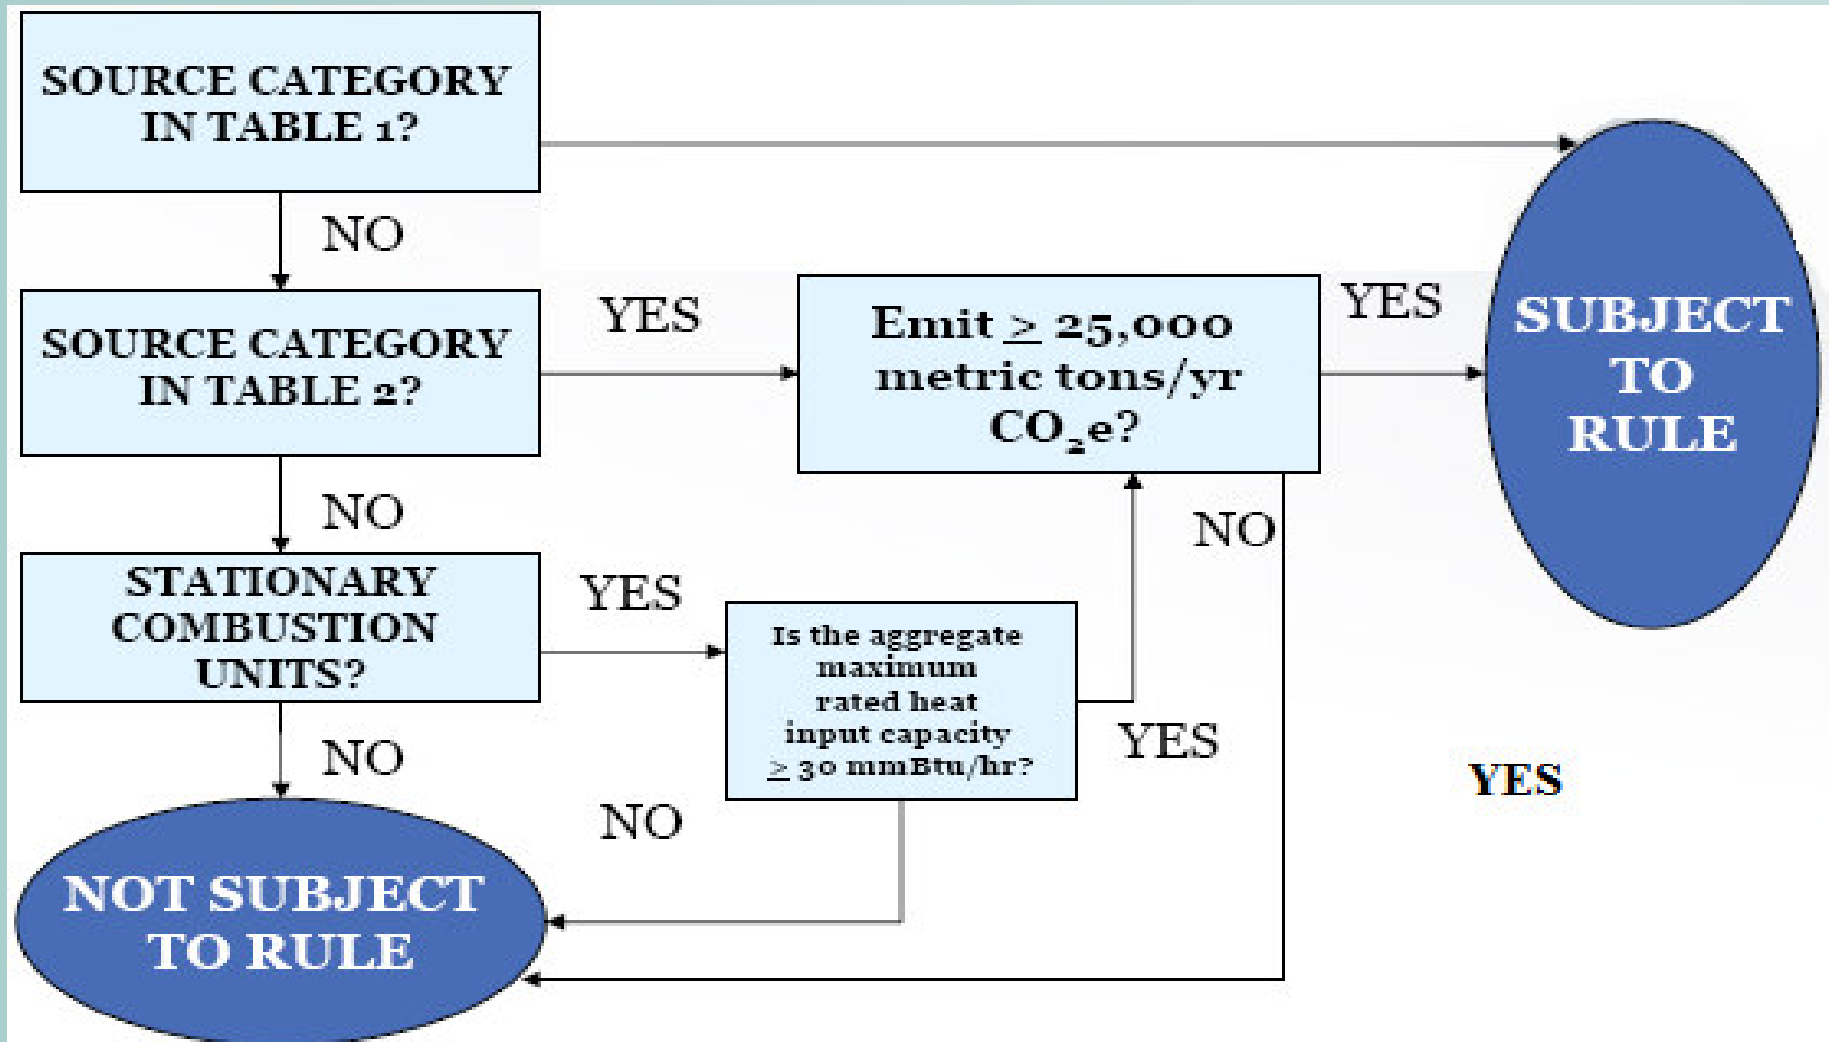 SOURCE CATEGORY
IN TABLE 1?
NO
SOURCE CATEGORY
IN TABLE 2?
YES
Emit ≥ 25,000
metric tons/yr
CO₂e?
YES
SUBJECT
TO
RULE
NO
NO
STATIONARY
COMBUSTION
UNITS?
YES
Is the aggregate
maximum
rated heat
input capacity
≥ 30 mmBtu/hr?
YES
YES
NO
NO
NOT SUBJECT
TO RULE